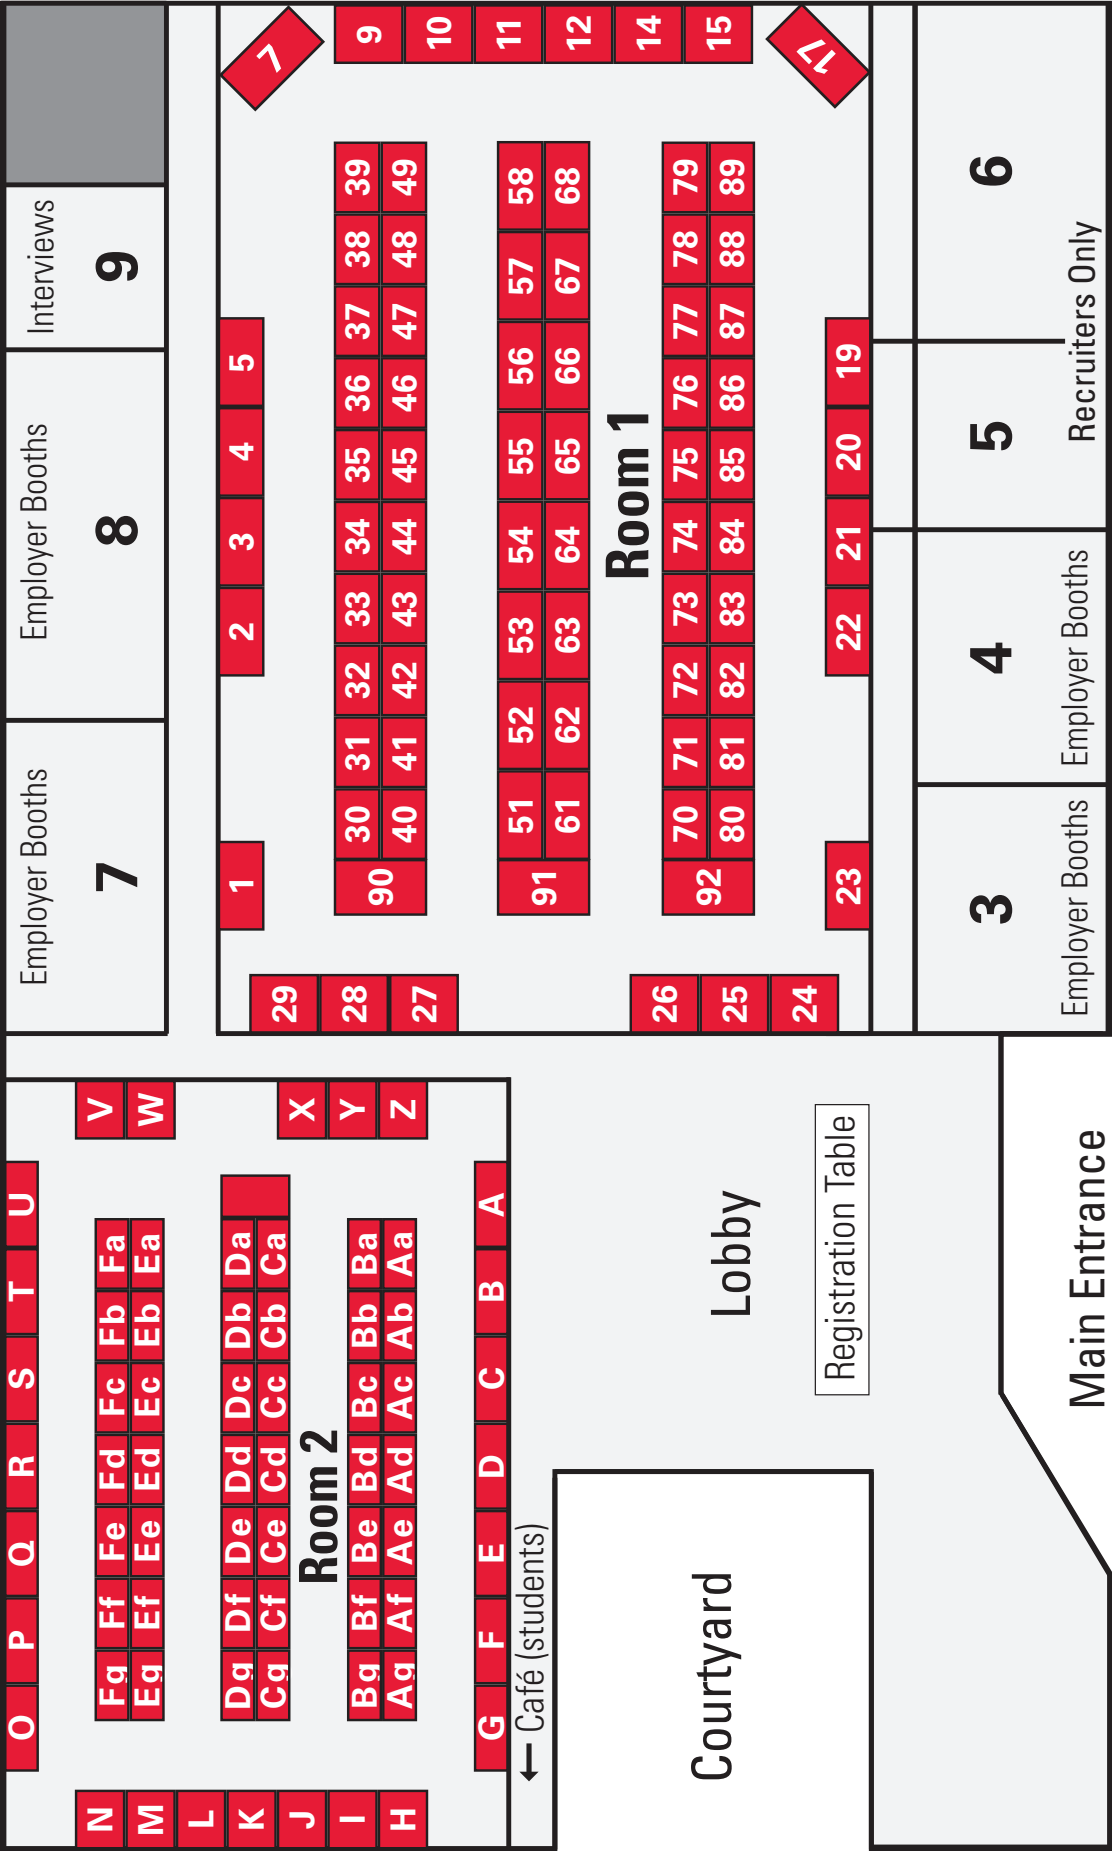 Interviews
9
Employer Booths
8
Employer Booths
7
7
9
10
11
12
14
15
17
5
4
3
2
1
39
38
37
36
35
34
33
32
31
30
49
48
47
46
45
44
43
42
41
40
90
58
57
56
55
54
53
52
51
68
67
66
65
64
63
62
61
91
Room 1
79
78
77
76
75
74
73
72
71
70
89
88
87
86
85
84
83
82
81
80
92
19
20
21
22
23
29
28
27
26
25
24
6
5
Recruiters Only
4
Employer Booths
3
Employer Booths
O P Q R S T U
V
W
X
Y
Z
Fg Ff Fe Fd Fc Fb Fa
Eg Ef Ee Ed Ec Eb Ea
Dg Df De Dd Dc Db Da
Cg Cf Ce Cd Cc Cb Ca
Room 2
Bg Bf Be Bd Bc Bb Ba
Ag Af Ae Ad Ac Ab Aa
G F E D C B A
N
M
L
K
J
I
H
← Café (students)
Courtyard
Lobby
Registration Table
Main Entrance